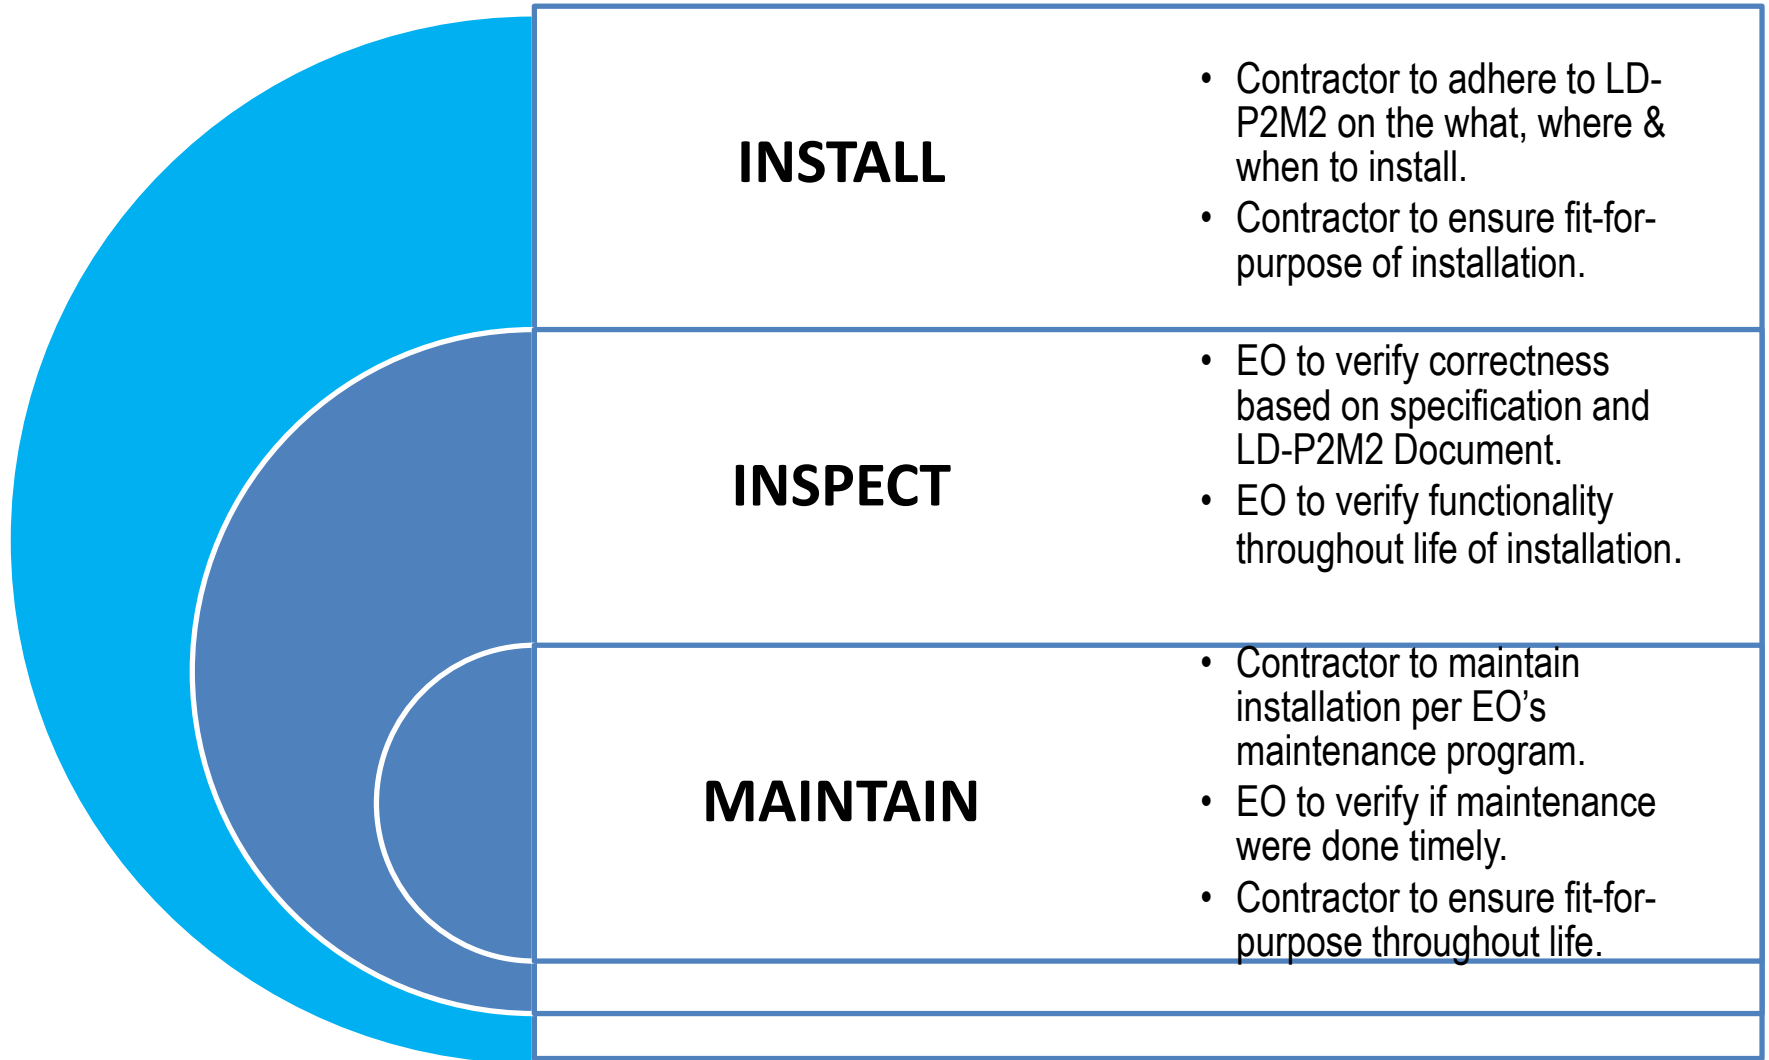 INSTALL
• Contractor to adhere to LD-
P2M2 on the what, where &
when to install.
• Contractor to ensure fit-for-
purpose of installation.
INSPECT
• EO to verify correctness
based on specification and
LD-P2M2 Document.
• EO to verify functionality
throughout life of installation.
MAINTAIN
• Contractor to maintain
installation per EO’s
maintenance program.
• EO to verify if maintenance
were done timely.
• Contractor to ensure fit-for-
purpose throughout life.